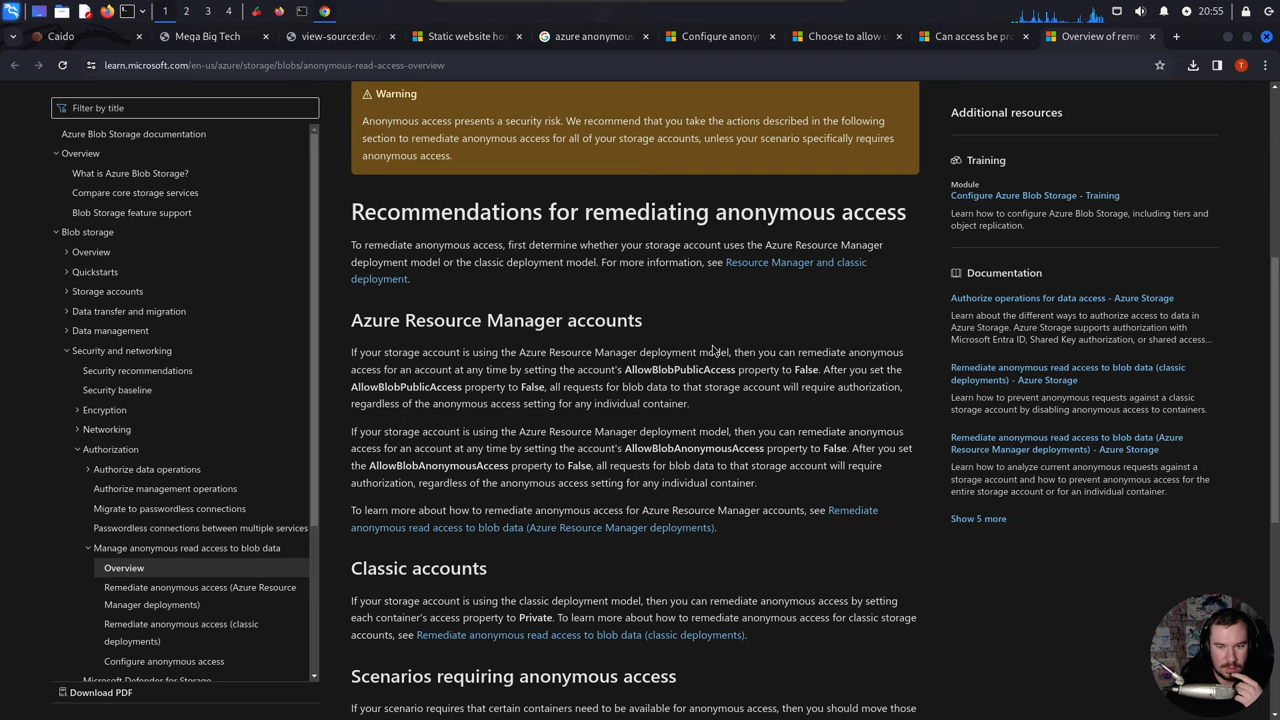 1 2 3 4
20:55
Caido
Mega Big Tech
view-source:dev.
Static website hos
azure anonymous
Configure anonym
Choose to allow o
Can access be pr
Overview of reme
learn.microsoft.com/en-us/azure/storage/blobs/anonymous-read-access-overview
T
Filter by title
Azure Blob Storage documentation
Overview
What is Azure Blob Storage?
Compare core storage services
Blob Storage feature support
Blob storage
Overview
Quickstarts
Storage accounts
Data transfer and migration
Data management
Security and networking
Security recommendations
Security baseline
Encryption
Networking
Authorization
Authorize data operations
Authorize management operations
Migrate to passwordless connections
Passwordless connections between multiple services
Manage anonymous read access to blob data
Overview
Remediate anonymous access (Azure Resource
Manager deployments)
Remediate anonymous access (classic
deployments)
Configure anonymous access
Microsoft Defender for Storage
Download PDF
Warning
Anonymous access presents a security risk. We recommend that you take the actions described in the following
section to remediate anonymous access for all of your storage accounts, unless your scenario specifically requires
anonymous access.
Recommendations for remediating anonymous access
To remediate anonymous access, first determine whether your storage account uses the Azure Resource Manager
deployment model or the classic deployment model. For more information, see Resource Manager and classic
deployment.
Azure Resource Manager accounts
If your storage account is using the Azure Resource Manager deployment model, then you can remediate anonymous
access for an account at any time by setting the account's AllowBlobPublicAccess property to False. After you set the
AllowBlobPublicAccess property to False, all requests for blob data to that storage account will require authorization,
regardless of the anonymous access setting for any individual container.
If your storage account is using the Azure Resource Manager deployment model, then you can remediate anonymous
access for an account at any time by setting the account's AllowBlobAnonymousAccess property to False. After you set
the AllowBlobAnonymousAccess property to False, all requests for blob data to that storage account will require
authorization, regardless of the anonymous access setting for any individual container.
To learn more about how to remediate anonymous access for Azure Resource Manager accounts, see Remediate
anonymous read access to blob data (Azure Resource Manager deployments).
Classic accounts
If your storage account is using the classic deployment model, then you can remediate anonymous access by setting
each container's access property to Private. To learn more about how to remediate anonymous access for classic storage
accounts, see Remediate anonymous read access to blob data (classic deployments).
Scenarios requiring anonymous access
If your scenario requires that certain containers need to be available for anonymous access, then you should move those
Additional resources
Training
Module
Configure Azure Blob Storage - Training
Learn how to configure Azure Blob Storage, including tiers and
object replication.
Documentation
Authorize operations for data access - Azure Storage
Learn about the different ways to authorize access to data in
Azure Storage. Azure Storage supports authorization with
Microsoft Entra ID, Shared Key authorization, or shared access...
Remediate anonymous read access to blob data (classic
deployments) - Azure Storage
Learn how to prevent anonymous requests against a classic
storage account by disabling anonymous access to containers.
Remediate anonymous read access to blob data (Azure
Resource Manager deployments) - Azure Storage
Learn how to analyze current anonymous requests against a
storage account and how to prevent anonymous access for the
entire storage account or for an individual container.
Show 5 more